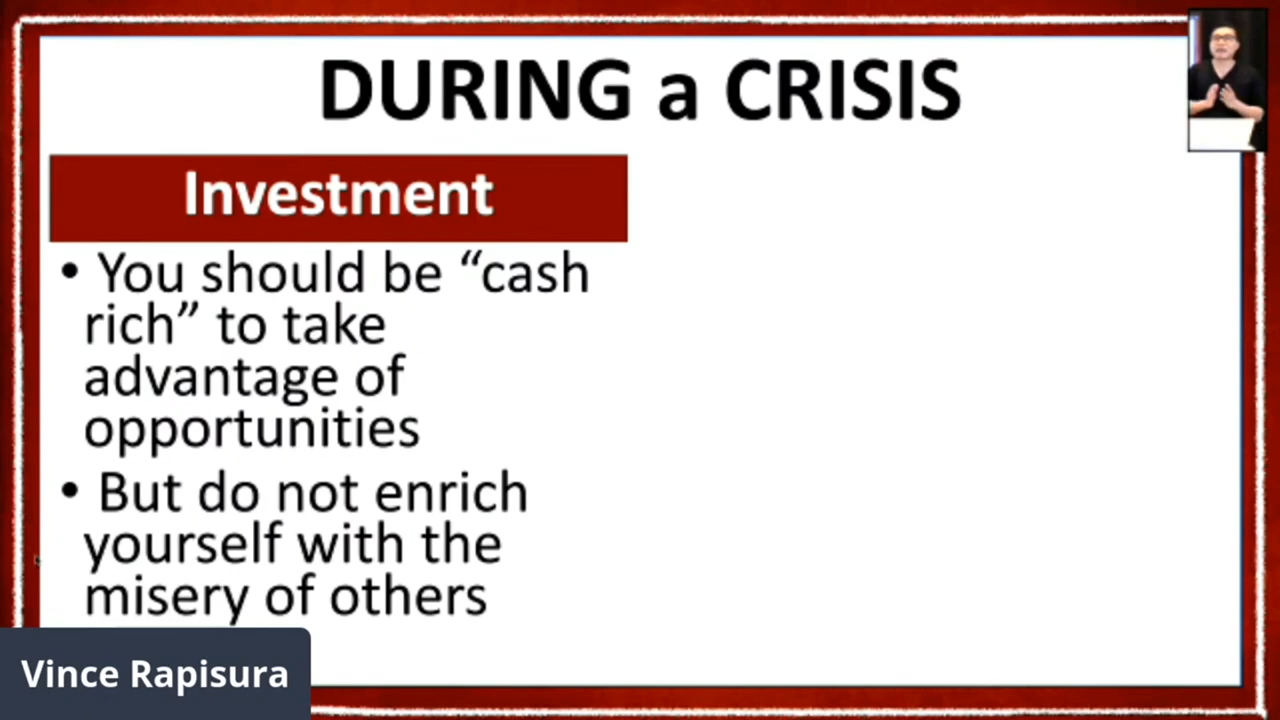 DURING a CRISIS
Investment
• You should be “cash
rich” to take
advantage of
opportunities
• But do not enrich
yourself with the
misery of others
Vince Rapisura